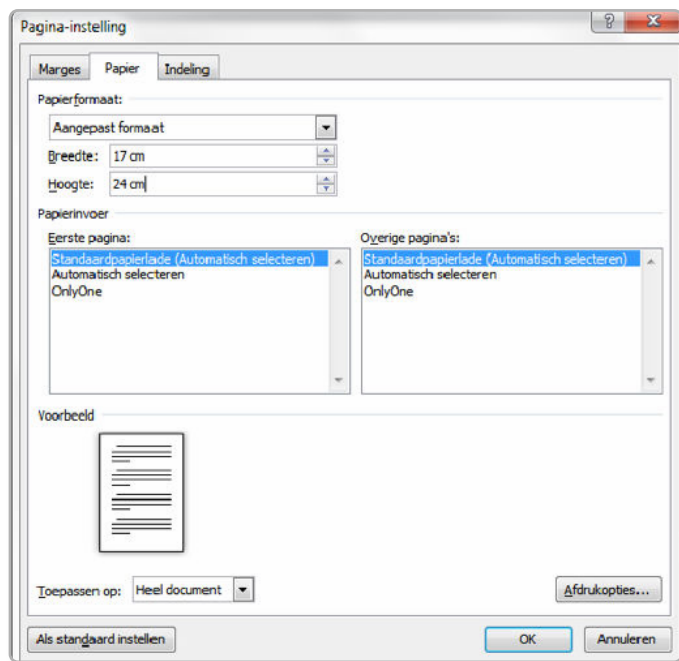 Pagina-instelling
Marges Papier Indeling
Papierformaat:
Aangepast formaat
Breedte: 17 cm
Hoogte: 24 cm
Papierinvoer
Eerste pagina:
Standaardpapierlade (Automatisch selecteren)
Automatisch selecteren
OnlyOne
Overige pagina's:
Standaardpapierlade (Automatisch selecteren)
Automatisch selecteren
OnlyOne
Voorbeeld
Toepassen op: Heel document
Afdrukopties...
Als standaard instellen
OK
Annuleren